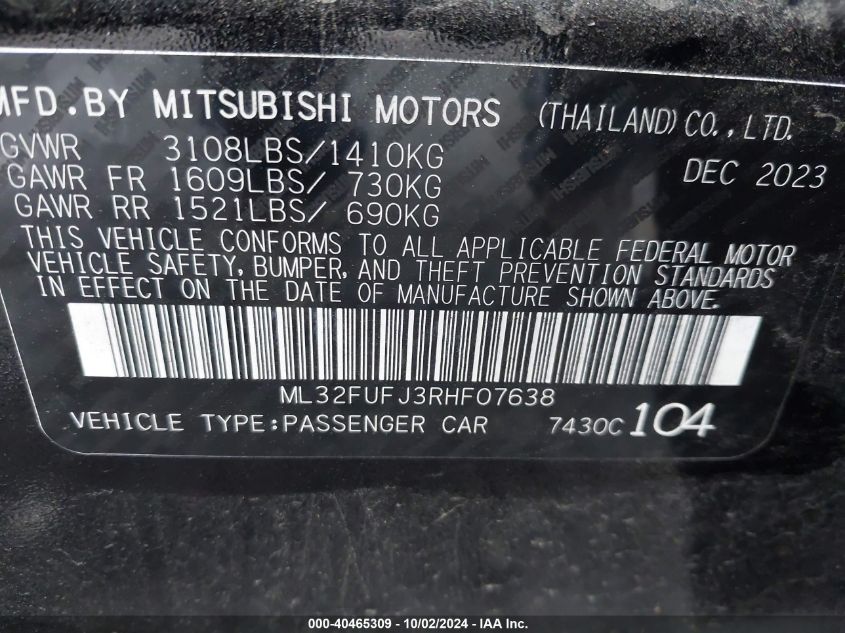 MFD.BY MITSUBISHI MOTORS (THAILAND) CO.,LTD.
GVWR 3108LBS/1410KG DEC 2023
GAWR FR 1609LBS/ 730KG
GAWR RR 1521LBS/ 690KG
THIS VEHICLE CONFORMS TO ALL APPLICABLE FEDERAL MOTOR
VEHICLE SAFETY, BUMPER, AND THEFT PREVENTION STANDARDS
IN EFFECT ON THE DATE OF MANUFACTURE SHOWN ABOVE.
ML32FUFJ3RHF07638
VEHICLE TYPE:PASSENGER CAR 7430C 104
000-40465309 - 10/02/2024 - IAAI.com